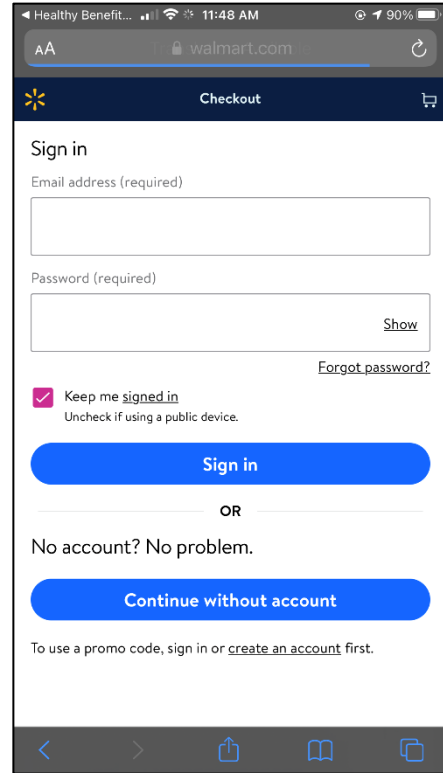 Healthy Benefit... 11:48 AM 90%
AA walmart.com
Checkout
Sign in
Email address (required)
Password (required)
Show
Forgot password?
Keep me signed in
Uncheck if using a public device.
Sign in
OR
No account? No problem.
Continue without account
To use a promo code, sign in or create an account first.